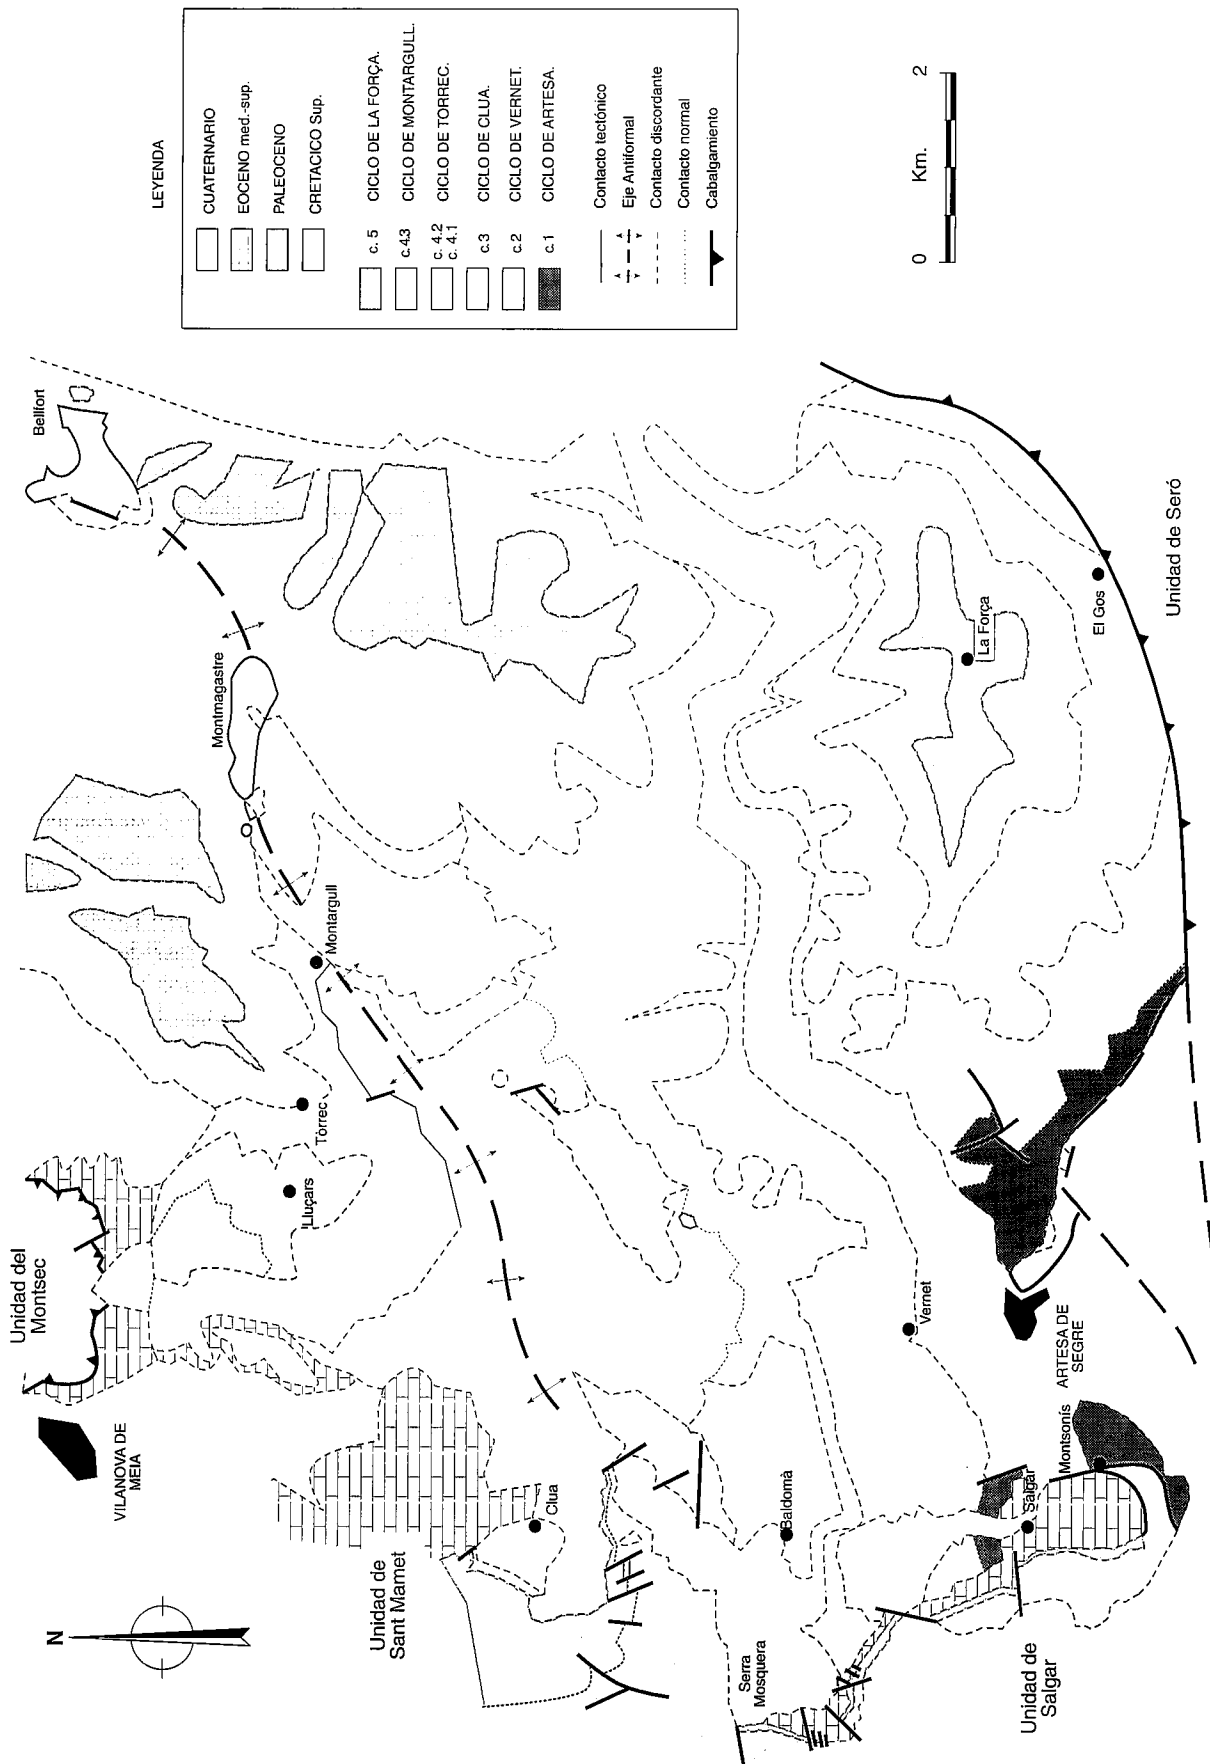 N
VILANOVA DE
MEIA
Unidad del
Montsec
Lluçars
Tòrrec
Montargull
Montmagastre
Bellfort
Unidad de
Sant Mamet
Clua
Serra
Mosquera
Baldomà
Vernet
Unidad de
Salgar
Salgar
Montsonís
ARTESA DE
SEGRE
La Força
El Gos
Unidad de Seró
LEYENDA
CUATERNARIO
EOCENO med.-sup.
PALEOCENO
CRETACICO Sup.
c. 5 CICLO DE LA FORÇA.
c.4.3 CICLO DE MONTARGULL.
c. 4.2
c. 4.1 CICLO DE TORREC.
c.3 CICLO DE CLUA.
c.2 CICLO DE VERNET.
c.1 CICLO DE ARTESA.
Contacto tectónico
Eje Antiformal
Contacto discordante
Contacto normal
Cabalgamiento
0 Km. 2